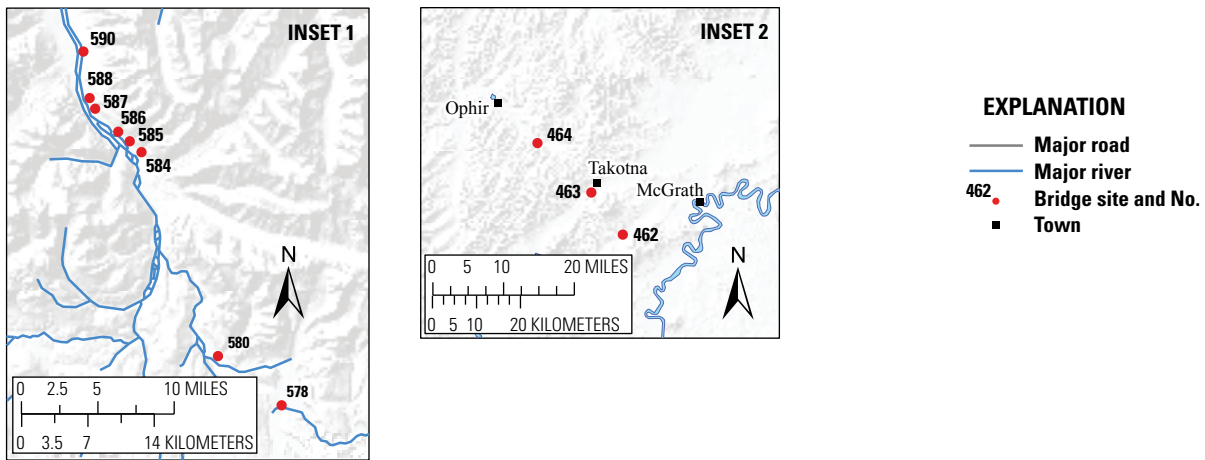 INSET 1
590
588
587
586
585
584
N
580
578
0 2.5 5 10 MILES
0 3.5 7 14 KILOMETERS
INSET 2
Ophir
464
Takotna
463
McGrath
462
N
0 5 10 20 MILES
0 5 10 20 KILOMETERS
EXPLANATION
Major road
Major river
462 Bridge site and No.
Town